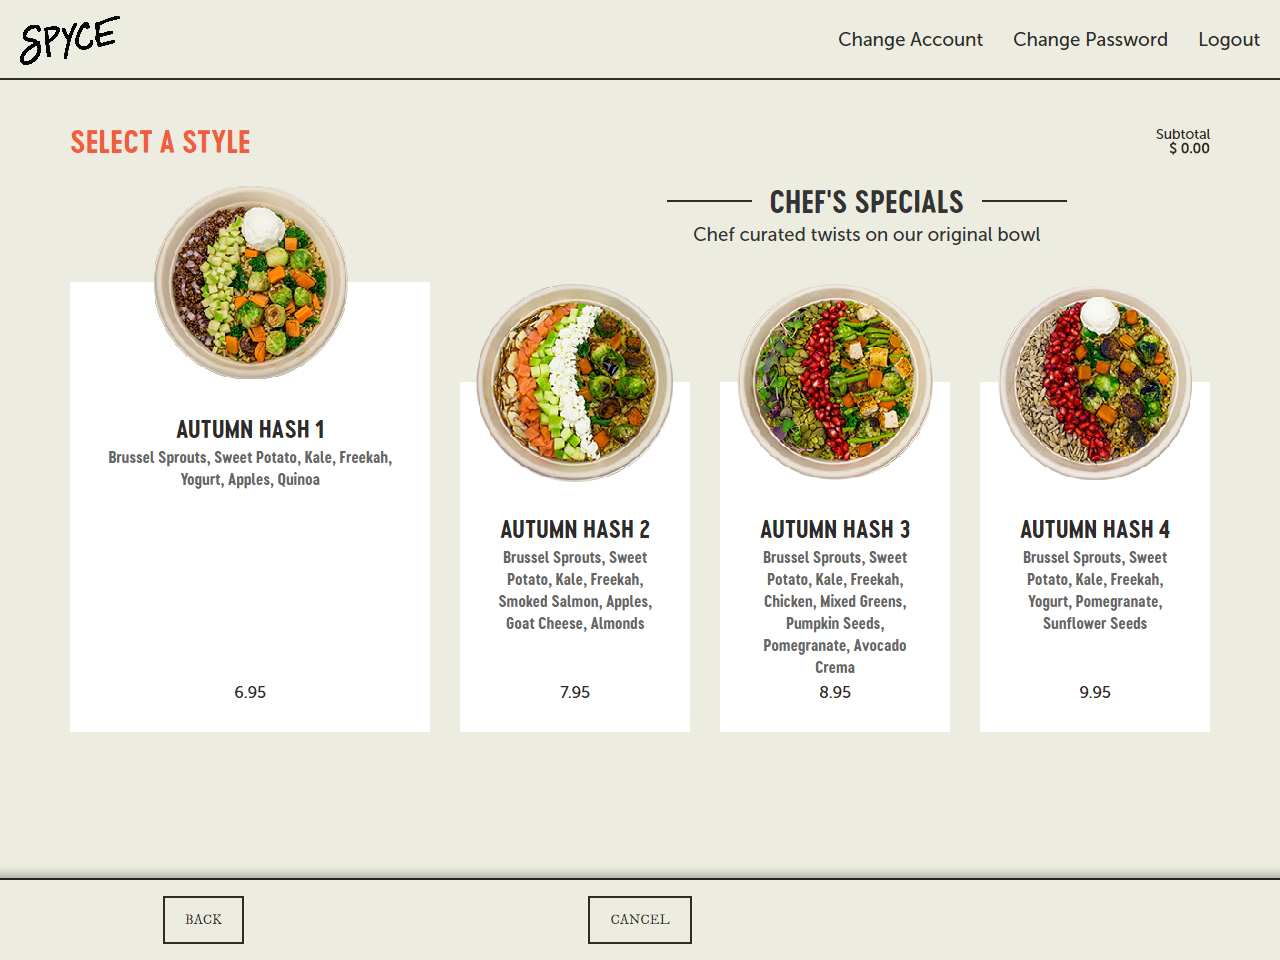 SPYCE
Change Account Change Password Logout
SELECT A STYLE
Subtotal
$ 0.00
CHEF'S SPECIALS
Chef curated twists on our original bowl
AUTUMN HASH 1
Brussel Sprouts, Sweet Potato, Kale, Freekah,
Yogurt, Apples, Quinoa
6.95
AUTUMN HASH 2
Brussel Sprouts, Sweet
Potato, Kale, Freekah,
Smoked Salmon, Apples,
Goat Cheese, Almonds
7.95
AUTUMN HASH 3
Brussel Sprouts, Sweet
Potato, Kale, Freekah,
Chicken, Mixed Greens,
Pumpkin Seeds,
Pomegranate, Avocado
Crema
8.95
AUTUMN HASH 4
Brussel Sprouts, Sweet
Potato, Kale, Freekah,
Yogurt, Pomegranate,
Sunflower Seeds
9.95
BACK
CANCEL